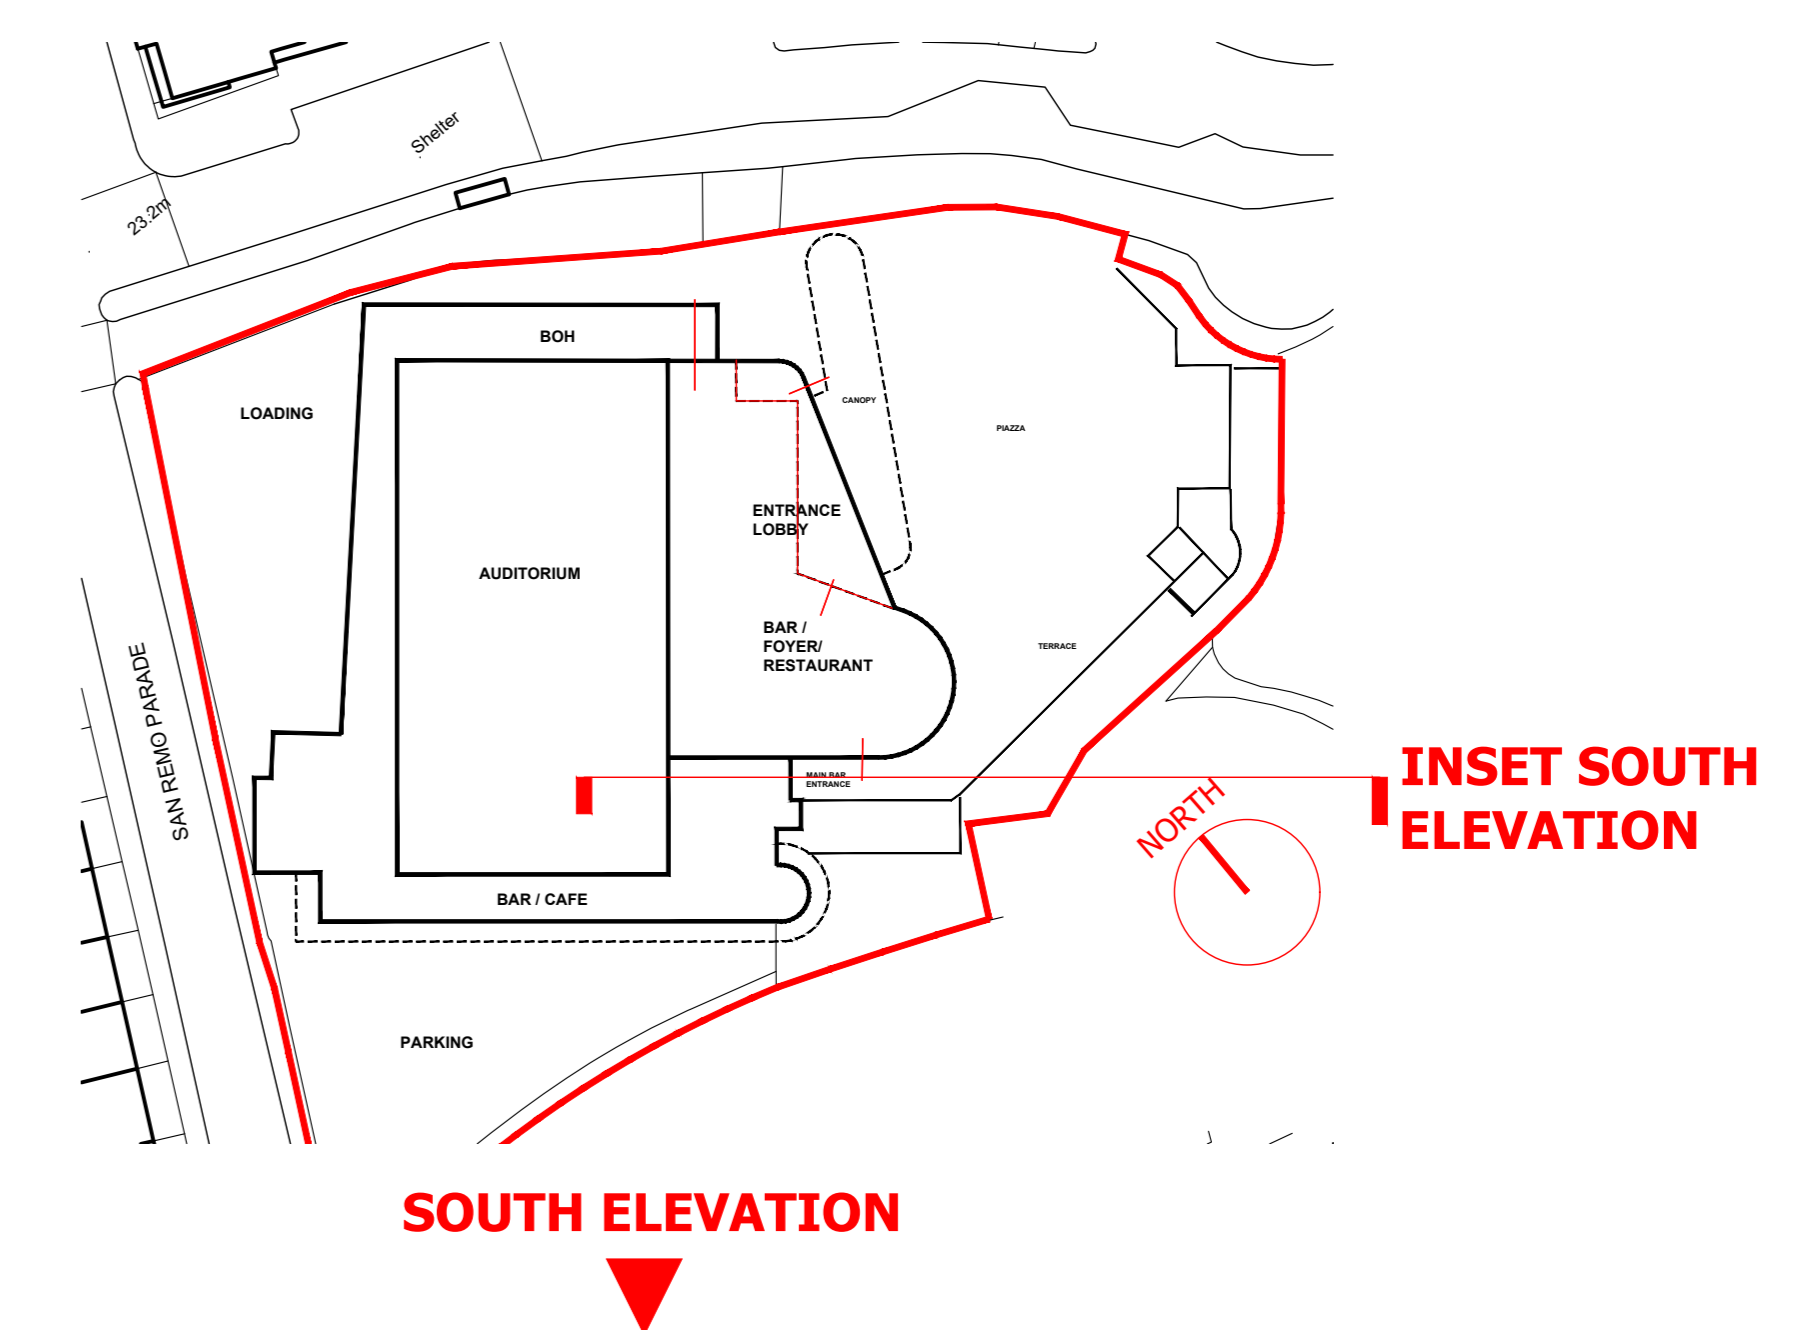 Shelter
23.2m
BOH
LOADING
CANOPY
PIAZZA
ENTRANCE
LOBBY
AUDITORIUM
BAR /
FOYER/
RESTAURANT
TERRACE
SAN REMO PARADE
MAIN BAR
ENTRANCE
INSET SOUTH
ELEVATION
NORTH
BAR / CAFE
PARKING
SOUTH ELEVATION